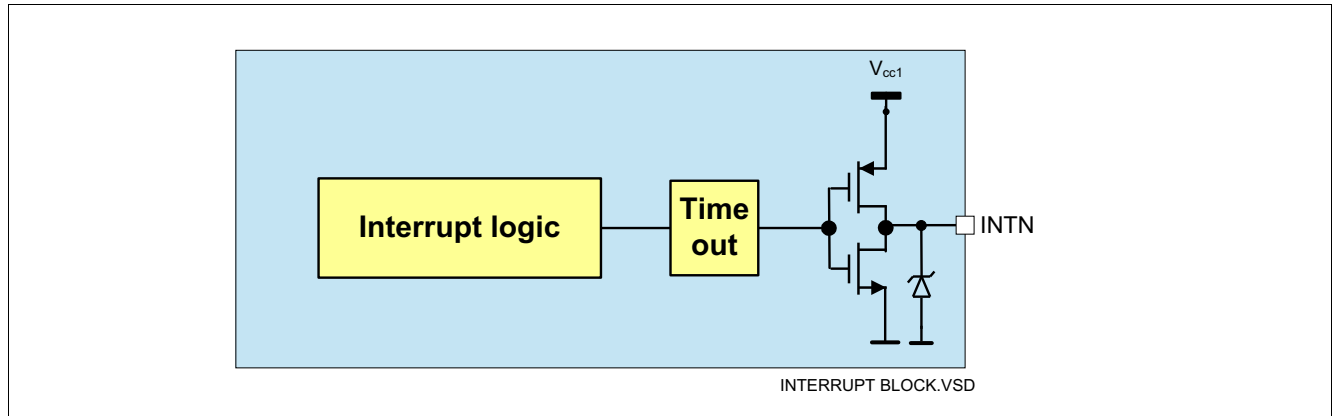 Vcc1
Interrupt logic
Time
out
INTN
INTERRUPT BLOCK.VSD